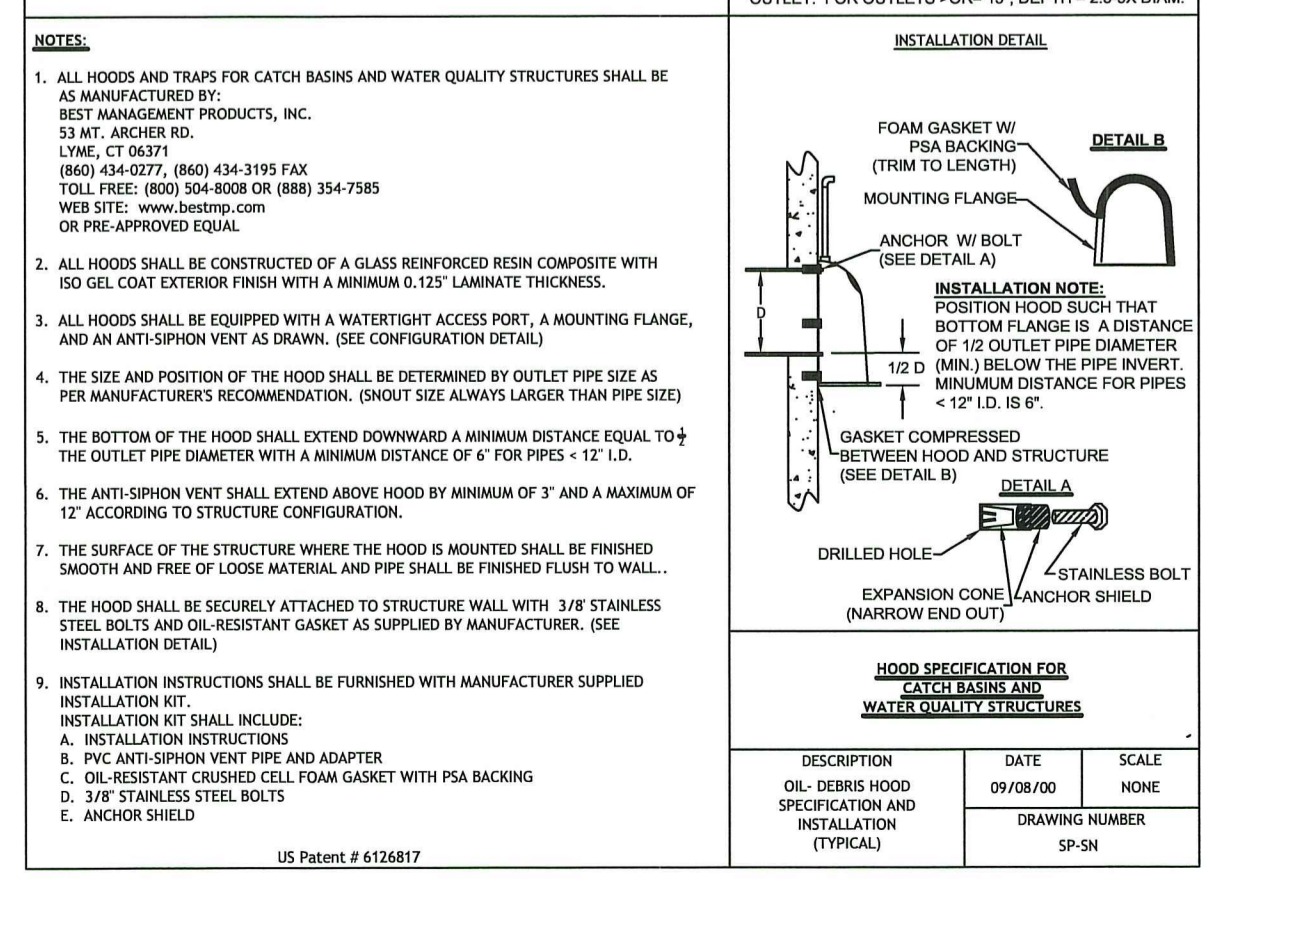 NOTES:
1. ALL HOODS AND TRAPS FOR CATCH BASINS AND WATER QUALITY STRUCTURES SHALL BE
AS MANUFACTURED BY:
BEST MANAGEMENT PRODUCTS, INC.
53 MT. ARCHER RD.
LYME, CT 06371
(860) 434-0277, (860) 434-3195 FAX
TOLL FREE: (800) 504-8008 OR (888) 354-7585
WEB SITE: www.bestmp.com
OR PRE-APPROVED EQUAL
2. ALL HOODS SHALL BE CONSTRUCTED OF A GLASS REINFORCED RESIN COMPOSITE WITH
ISO GEL COAT EXTERIOR FINISH WITH A MINIMUM 0.125" LAMINATE THICKNESS.
3. ALL HOODS SHALL BE EQUIPPED WITH A WATERTIGHT ACCESS PORT, A MOUNTING FLANGE,
AND AN ANTI-SIPHON VENT AS DRAWN. (SEE CONFIGURATION DETAIL)
4. THE SIZE AND POSITION OF THE HOOD SHALL BE DETERMINED BY OUTLET PIPE SIZE AS
PER MANUFACTURER'S RECOMMENDATION. (SNOUT SIZE ALWAYS LARGER THAN PIPE SIZE)
5. THE BOTTOM OF THE HOOD SHALL EXTEND DOWNWARD A MINIMUM DISTANCE EQUAL TO ½
THE OUTLET PIPE DIAMETER WITH A MINIMUM DISTANCE OF 6" FOR PIPES < 12" I.D.
6. THE ANTI-SIPHON VENT SHALL EXTEND ABOVE HOOD BY MINIMUM OF 3" AND A MAXIMUM OF
12" ACCORDING TO STRUCTURE CONFIGURATION.
7. THE SURFACE OF THE STRUCTURE WHERE THE HOOD IS MOUNTED SHALL BE FINISHED
SMOOTH AND FREE OF LOOSE MATERIAL AND PIPE SHALL BE FINISHED FLUSH TO WALL..
8. THE HOOD SHALL BE SECURELY ATTACHED TO STRUCTURE WALL WITH 3/8' STAINLESS
STEEL BOLTS AND OIL-RESISTANT GASKET AS SUPPLIED BY MANUFACTURER. (SEE
INSTALLATION DETAIL)
9. INSTALLATION INSTRUCTIONS SHALL BE FURNISHED WITH MANUFACTURER SUPPLIED
INSTALLATION KIT.
INSTALLATION KIT SHALL INCLUDE:
A. INSTALLATION INSTRUCTIONS
B. PVC ANTI-SIPHON VENT PIPE AND ADAPTER
C. OIL-RESISTANT CRUSHED CELL FOAM GASKET WITH PSA BACKING
D. 3/8" STAINLESS STEEL BOLTS
E. ANCHOR SHIELD
US Patent # 6126817
INSTALLATION DETAIL
FOAM GASKET W/
PSA BACKING
(TRIM TO LENGTH)
DETAIL B
MOUNTING FLANGE
ANCHOR W/ BOLT
(SEE DETAIL A)
D
1/2 D
INSTALLATION NOTE:
POSITION HOOD SUCH THAT
BOTTOM FLANGE IS A DISTANCE
OF 1/2 OUTLET PIPE DIAMETER
(MIN.) BELOW THE PIPE INVERT.
MINUMUM DISTANCE FOR PIPES
< 12" I.D. IS 6".
GASKET COMPRESSED
BETWEEN HOOD AND STRUCTURE
(SEE DETAIL B)
DETAIL A
DRILLED HOLE
STAINLESS BOLT
EXPANSION CONE
(NARROW END OUT)
ANCHOR SHIELD
HOOD SPECIFICATION FOR
CATCH BASINS AND
WATER QUALITY STRUCTURES
DESCRIPTION
OIL- DEBRIS HOOD
SPECIFICATION AND
INSTALLATION
(TYPICAL)
DATE
09/08/00
SCALE
NONE
DRAWING NUMBER
SP-SN